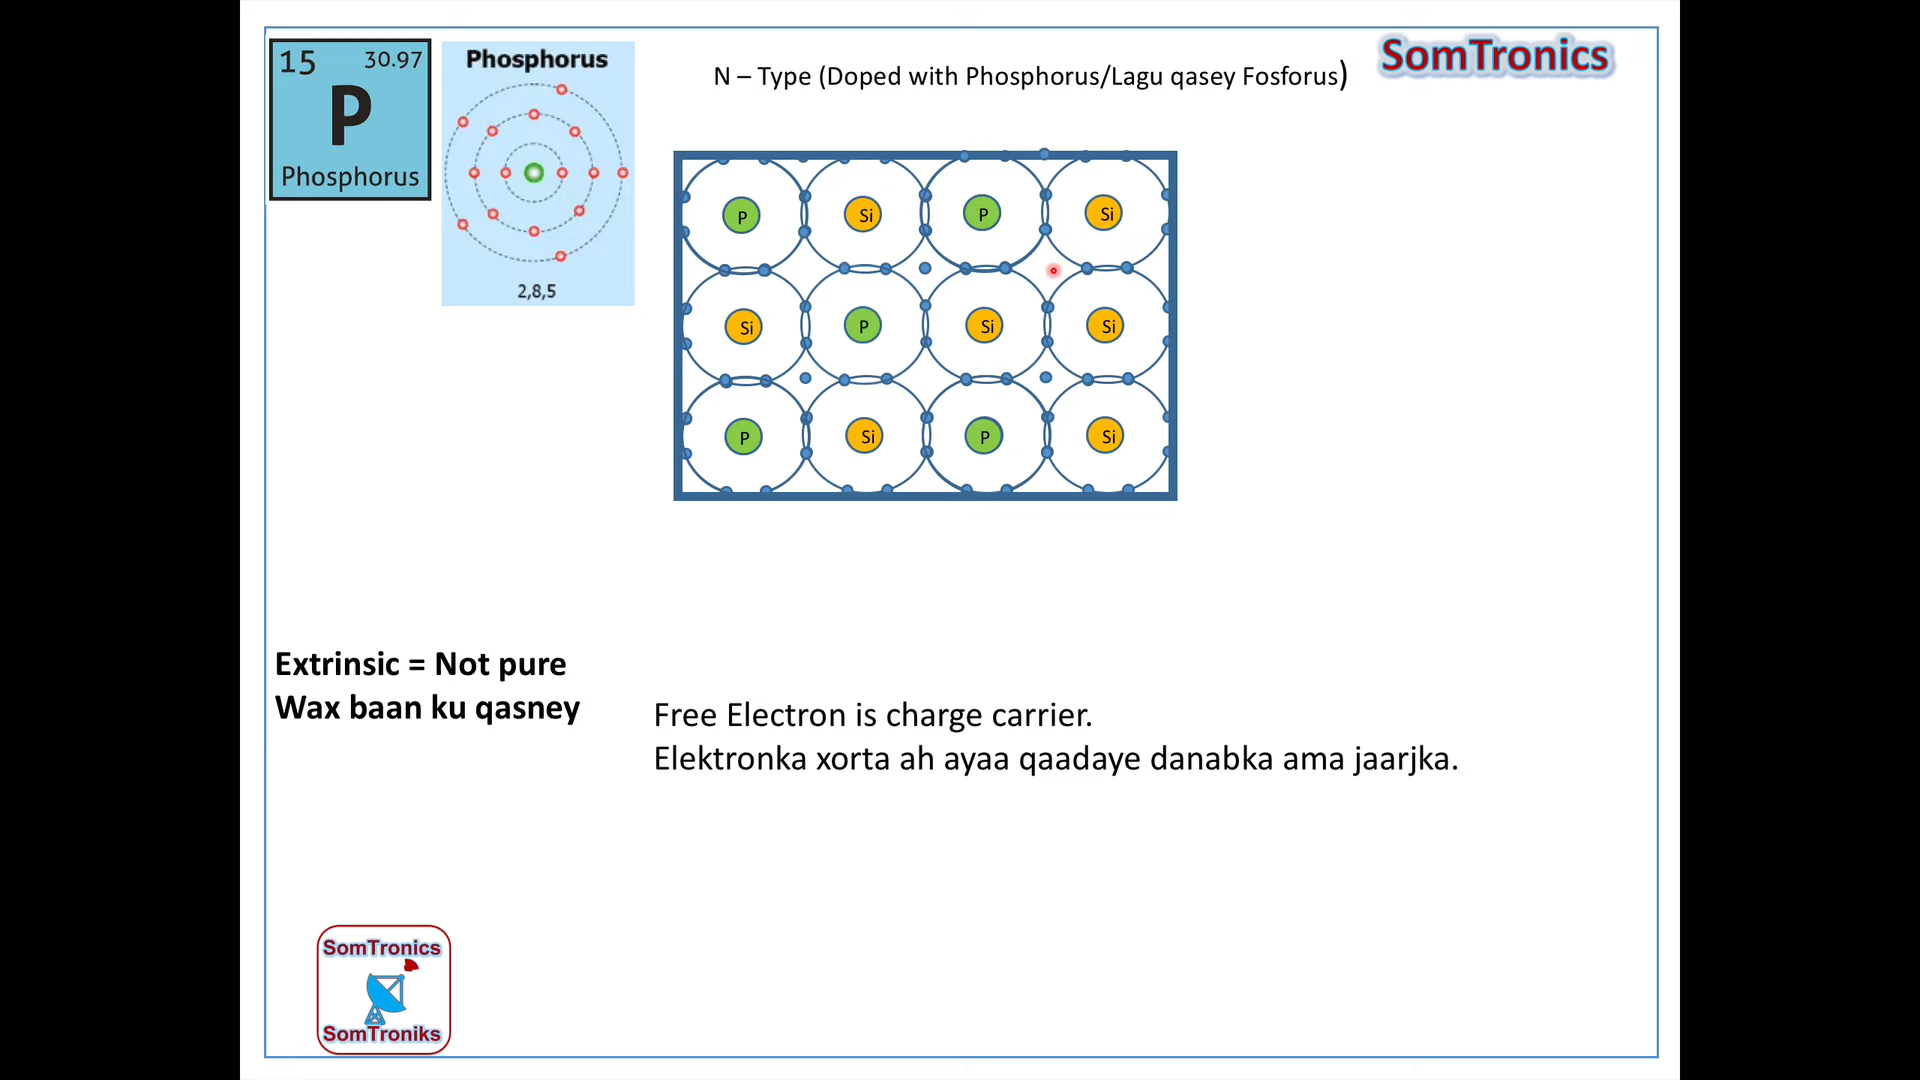 15 30.97
P
Phosphorus
Phosphorus
2,8,5
N – Type (Doped with Phosphorus/Lagu qasey Fosforus)
SomTronics
P Si P Si
Si P Si Si
P Si P Si
Extrinsic = Not pure
Wax baan ku qasney
Free Electron is charge carrier.
Elektronka xorta ah ayaa qaadaye danabka ama jaarjka.
SomTronics
SomTroniks